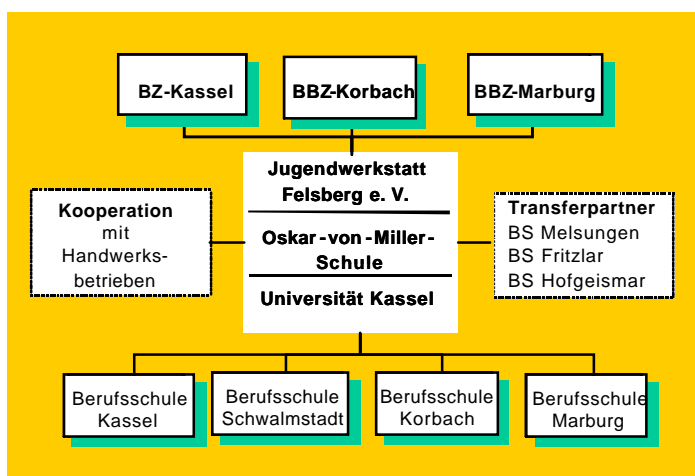 BZ-Kassel
BBZ-Korbach
BBZ-Marburg
Jugendwerkstatt
Felsberg e. V.
Oskar-von-Miller-
Schule
Universität Kassel
Kooperation
mit
Handwerks-
betrieben
Transferpartner
BS Melsungen
BS Fritzlar
BS Hofgeismar
Berufsschule
Kassel
Berufsschule
Schwalmstadt
Berufsschule
Korbach
Berufsschule
Marburg